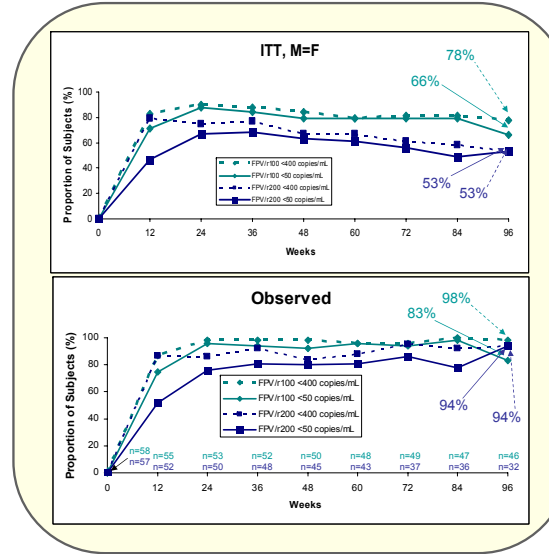 ITT, M=F
78%
66%
Proportion of Subjects (%)
100
80
60
40
20
0
FPV/r100 <400 copies/mL
FPV/r100 <50 copies/mL
FPV/r200 <400 copies/mL
FPV/r200 <50 copies/mL
53%
53%
0 12 24 36 48 60 72 84 96
Weeks
Observed
98%
83%
Proportion of Subjects (%)
100
80
60
40
20
0
FPV/r100 <400 copies/mL
FPV/r100 <50 copies/mL
FPV/r200 <400 copies/mL
FPV/r200 <50 copies/mL
94%
94%
n=58 n=55 n=53 n=52 n=50 n=48 n=49 n=47 n=46
n=57 n=52 n=50 n=48 n=45 n=43 n=37 n=36 n=32
0 12 24 36 48 60 72 84 96
Weeks